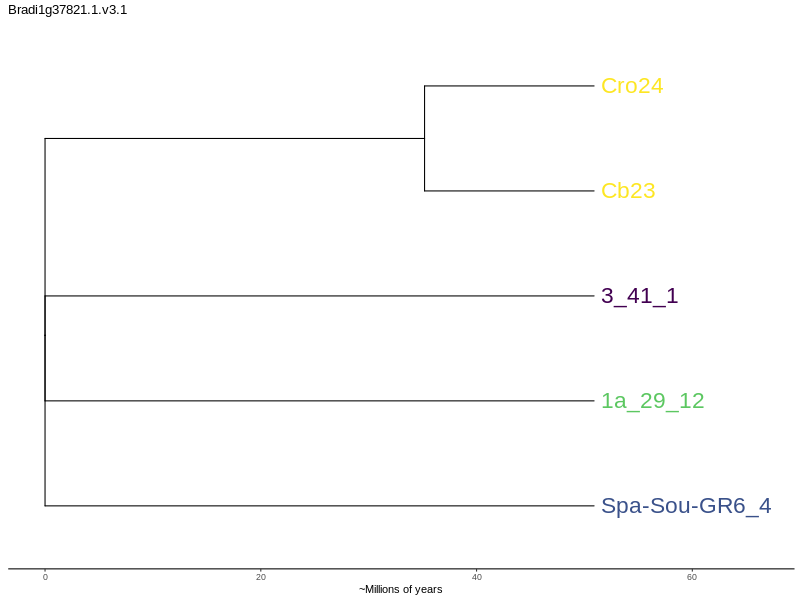 Bradi1g37821.1.v3.1
Cro24
Cb23
3_41_1
1a_29_12
Spa-Sou-GR6_4
0 20 40 60
~Millions of years